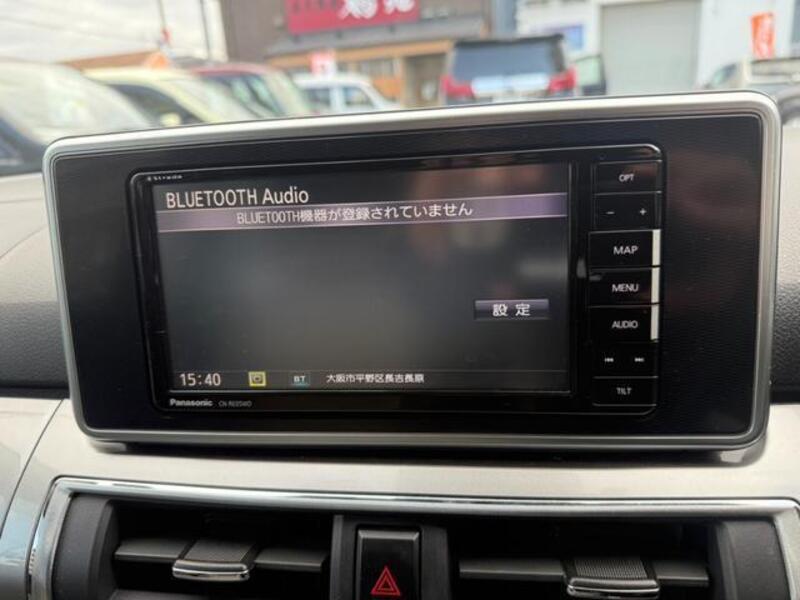 Strada
BLUETOOTH Audio
BLUETOOTH機器が登録されていません
設定
15:40
BT
大阪市平野区長吉長原
Panasonic
OPT
− +
MAP
MENU
AUDIO
TILT